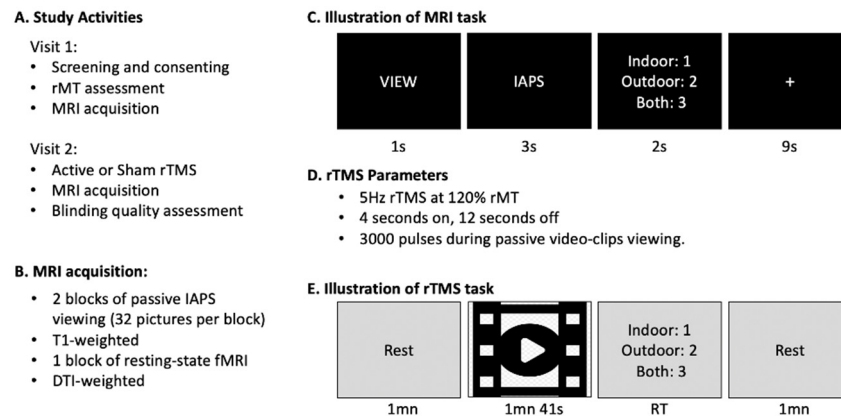 A. Study Activities
Visit 1:
• Screening and consenting
• rMT assessment
• MRI acquisition
Visit 2:
• Active or Sham rTMS
• MRI acquisition
• Blinding quality assessment
B. MRI acquisition:
• 2 blocks of passive IAPS
viewing (32 pictures per block)
• T1-weighted
• 1 block of resting-state fMRI
• DTI-weighted
C. Illustration of MRI task
VIEW
IAPS
Indoor: 1
Outdoor: 2
Both: 3
+
1s
3s
2s
9s
D. rTMS Parameters
• 5Hz rTMS at 120% rMT
• 4 seconds on, 12 seconds off
• 3000 pulses during passive video-clips viewing.
E. Illustration of rTMS task
Rest
Indoor: 1
Outdoor: 2
Both: 3
Rest
1mn
1mn 41s
RT
1mn